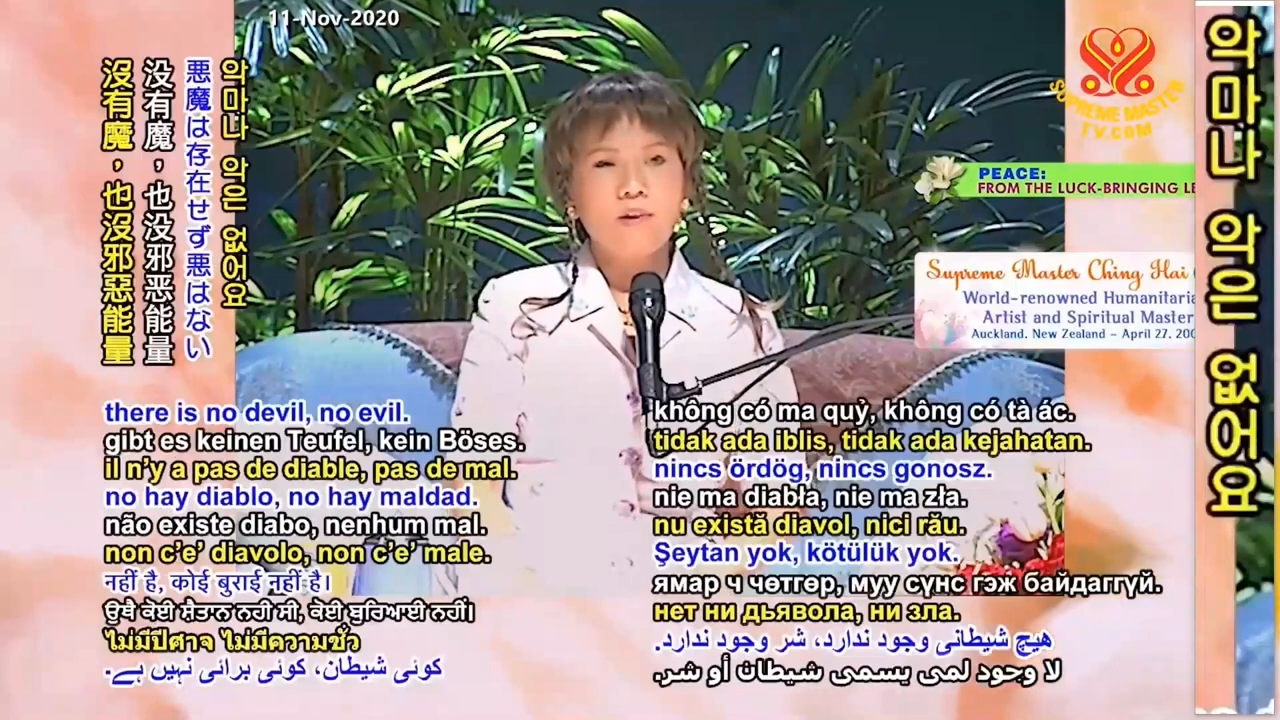 11-Nov-2020
SUPREME MASTER
TV.COM
PEACE:
FROM THE LUCK-BRINGING LE
Supreme Master Ching Hai
World-renowned Humanitaria
Artist and Spiritual Master
Auckland, New Zealand – April 27, 200
악마나 악인 없어요
悪魔は存在せず悪はない
没有魔，也没邪恶能量
沒有魔，也沒邪惡能量
there is no devil, no evil.
gibt es keinen Teufel, kein Böses.
il n’y a pas de diable, pas de mal.
no hay diablo, no hay maldad.
não existe diabo, nenhum mal.
non c’e’ diavolo, non c’e’ male.
नहीं है, कोई बुराई नहीं है।
ਉਥੇ ਕੋਈ ਸ਼ੈਤਾਨ ਨਹੀ ਸੀ, ਕੋਈ ਬੁਰਿਆਈ ਨਹੀਂ।
ไม่มีปีศาจ ไม่มีความชั่ว
کوئی شیطان، کوئی برائی نہیں ہے۔
không có ma quỷ, không có tà ác.
tidak ada iblis, tidak ada kejahatan.
nincs ördög, nincs gonosz.
nie ma diabła, nie ma zła.
nu există diavol, nici rău.
Şeytan yok, kötülük yok.
ямар ч чөтгөр, муу сүнс гэж байдаггүй.
нет ни дьявола, ни зла.
هیچ شیطانی وجود ندارد، شر وجود ندارد.
لا وجود لمى يسمى شيطان أو شر.
악마나 악인 없어요